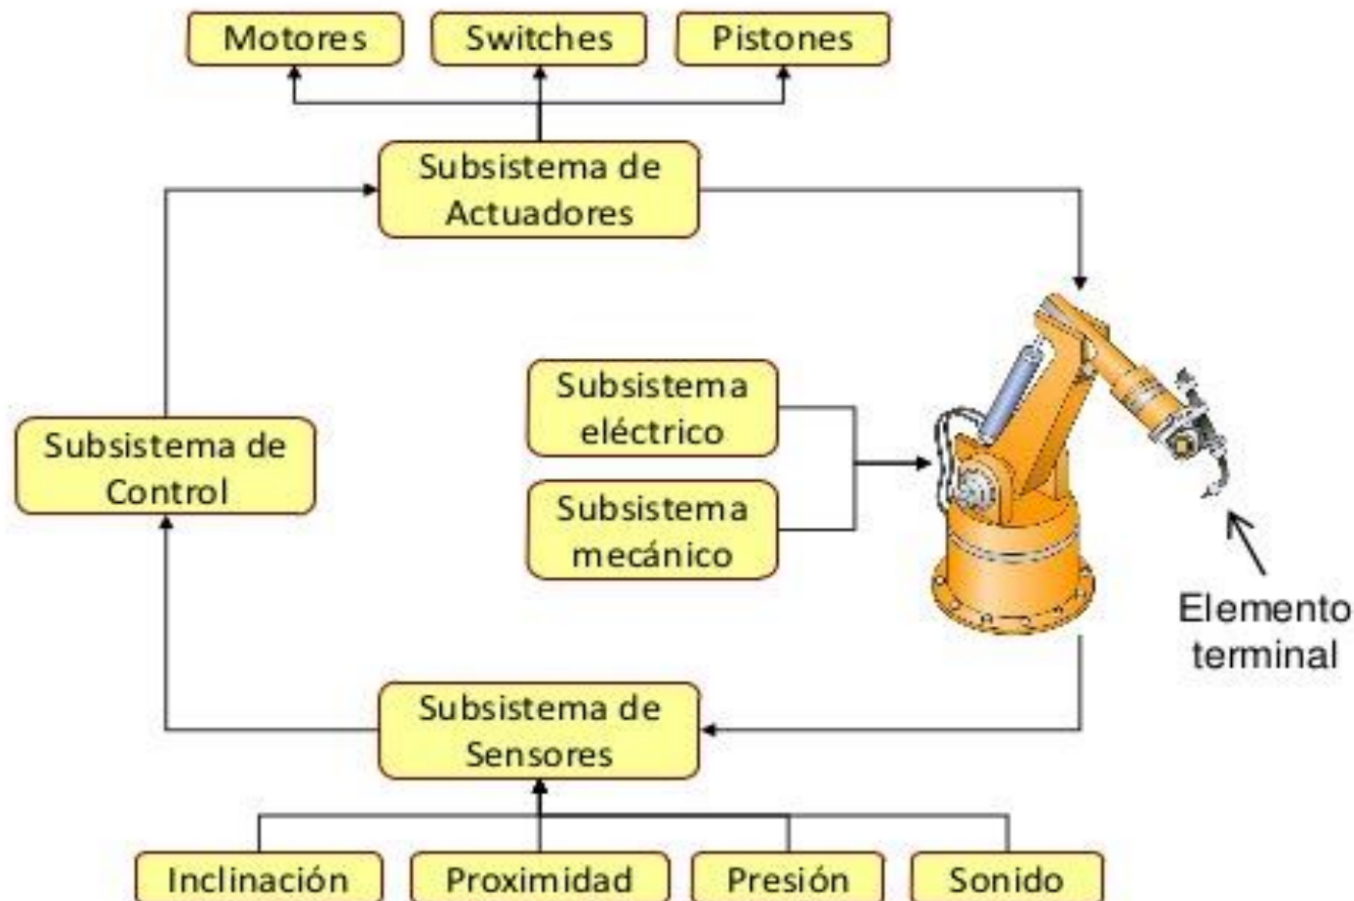 Motores
Switches
Pistones
Subsistema de
Actuadores
Subsistema
eléctrico
Subsistema de
Control
Subsistema
mecánico
Elemento
terminal
Subsistema de
Sensores
Inclinación
Proximidad
Presión
Sonido